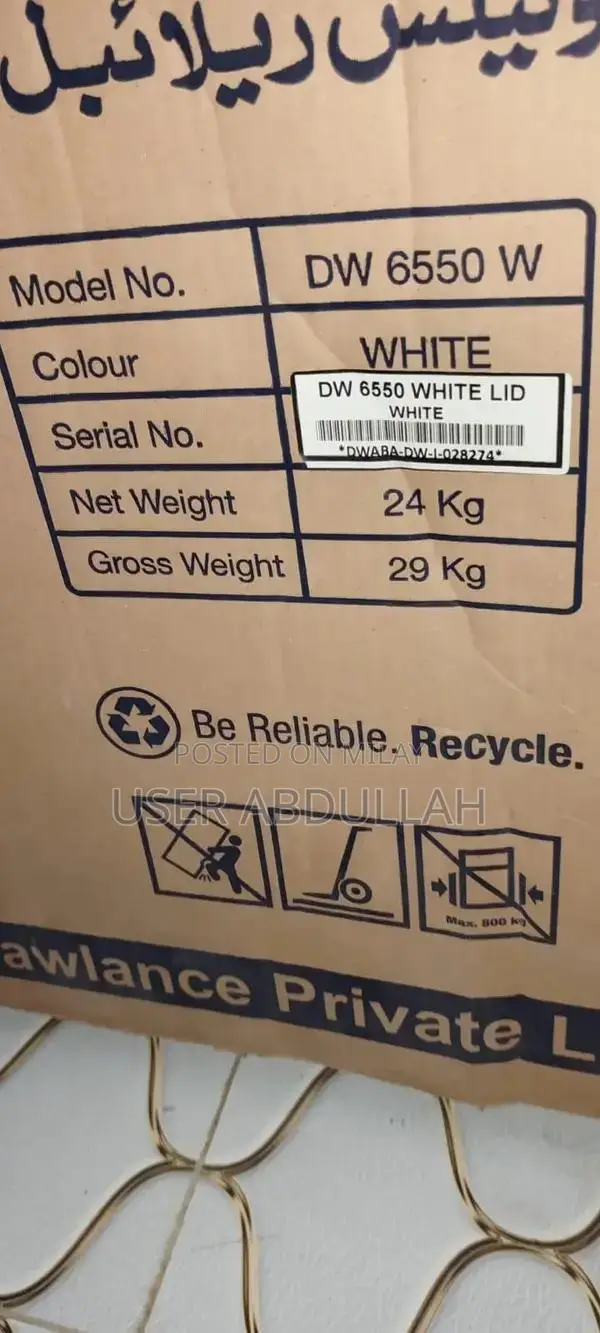 ریلائبل
Model No. DW 6550 W
Colour WHITE
DW 6550 WHITE LID
WHITE
Serial No. *DWABA-DW-I-028274*
Net Weight 24 Kg
Gross Weight 29 Kg
Be Reliable. Recycle.
POSTED ON MILAY
USER ABDULLAH
Max. 800 kg
awlance Private L